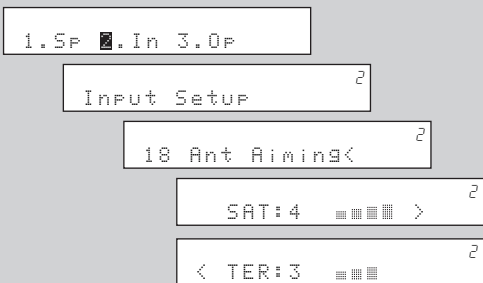 1.Sp 2.In 3.Op
2
Input Setup
2
18 Ant Aiming<
2
SAT:4 >
2
< TER:3